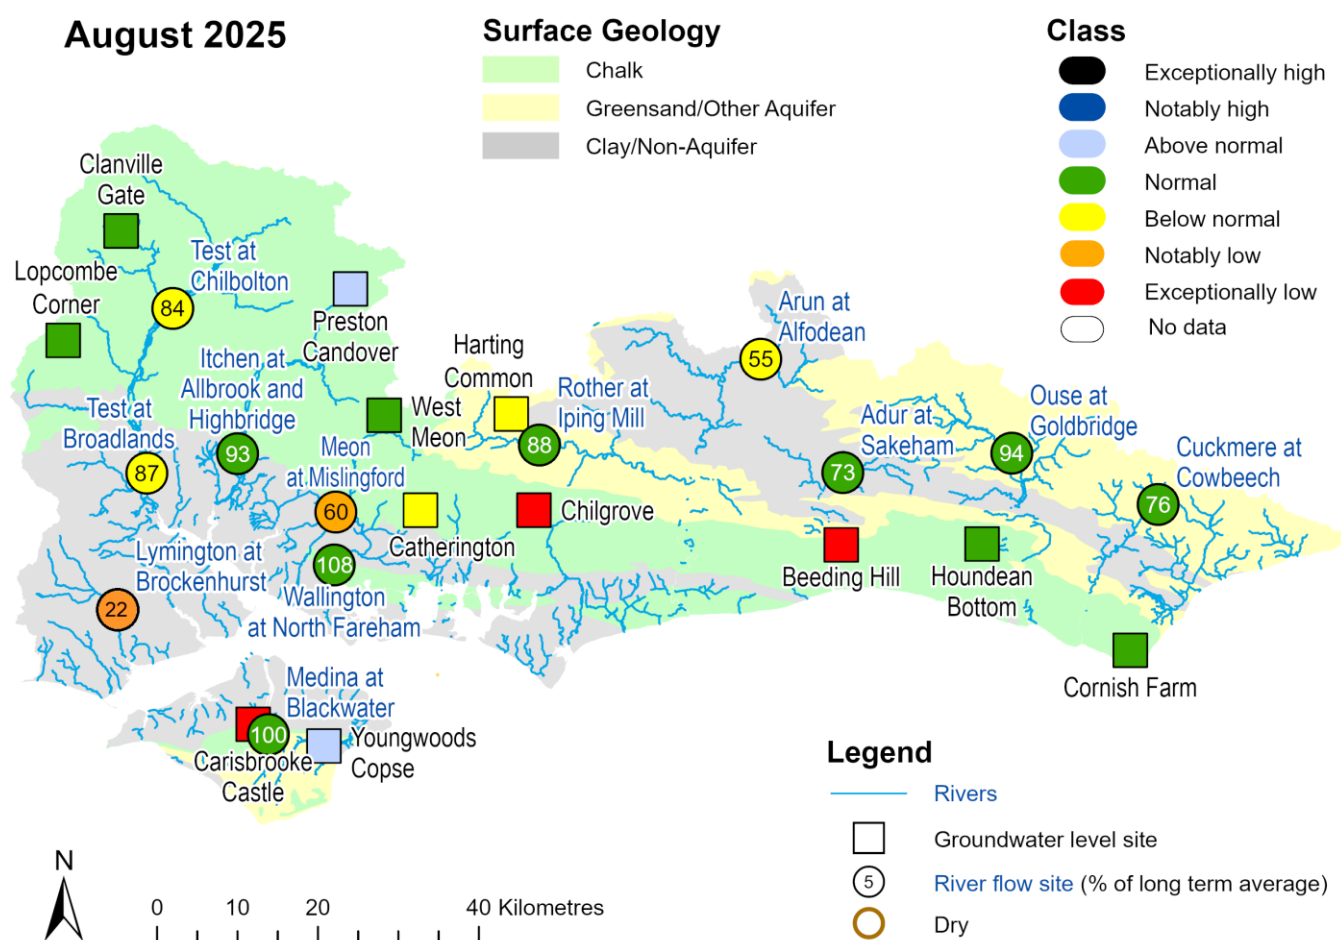 August 2025
Surface Geology
Chalk
Greensand/Other Aquifer
Clay/Non-Aquifer
Class
Exceptionally high
Notably high
Above normal
Normal
Below normal
Notably low
Exceptionally low
No data
Clanville
Gate
Test at
Chilbolton
84
Lopcombe
Corner
Preston
Candover
Itchen at
Allbrook and
Highbridge
93
Test at
Broadlands
87
West
Meon
Harting
Common
Rother at
Iping Mill
88
Arun at
Alfodean
55
Adur at
Sakeham
73
Ouse at
Goldbridge
94
Cuckmere at
Cowbeech
76
Meon
at Mislingford
60
Catherington
Chilgrove
Beeding Hill
Houndean
Bottom
Cornish Farm
Lymington at
Brockenhurst
22
108
Wallington
at North Fareham
Medina at
Blackwater
100
Carisbrooke
Castle
Youngwoods
Copse
Legend
Rivers
Groundwater level site
5
River flow site (% of long term average)
Dry
N
0 10 20 40 Kilometres